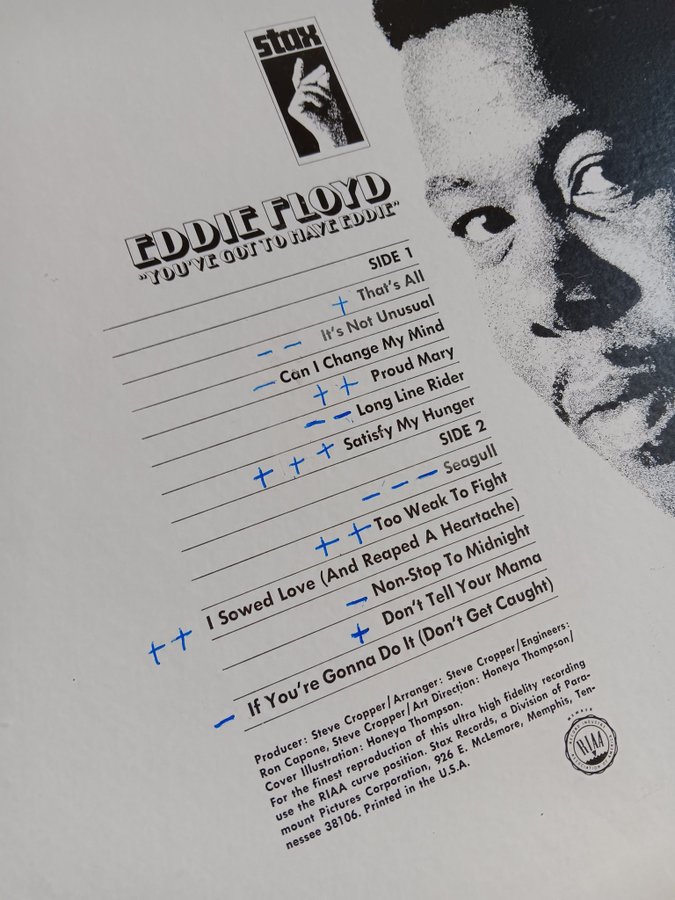 stax
EDDIE FLOYD
"YOU'VE GOT TO HAVE EDDIE"
SIDE 1
+ That's All
– – It's Not Unusual
– Can I Change My Mind
+ + Proud Mary
– – Long Line Rider
+ + + Satisfy My Hunger
SIDE 2
– – – Seagull
+ + Too Weak To Fight
+ + I Sowed Love (And Reaped A Heartache)
– Non-Stop To Midnight
+ Don't Tell Your Mama
– If You're Gonna Do It (Don't Get Caught)
Producer: Steve Cropper/Arranger: Steve Cropper/Engineers:
Ron Capone, Steve Cropper/Art Direction: Honeya Thompson/
Cover Illustration: Honeya Thompson.
For the finest reproduction of this ultra high fidelity recording
use the RIAA curve position. Stax Records, a Division of Para-
mount Pictures Corporation, 926 E. McLemore, Memphis, Ten-
nessee 38106. Printed in the U.S.A.
MEMBER
RIAA